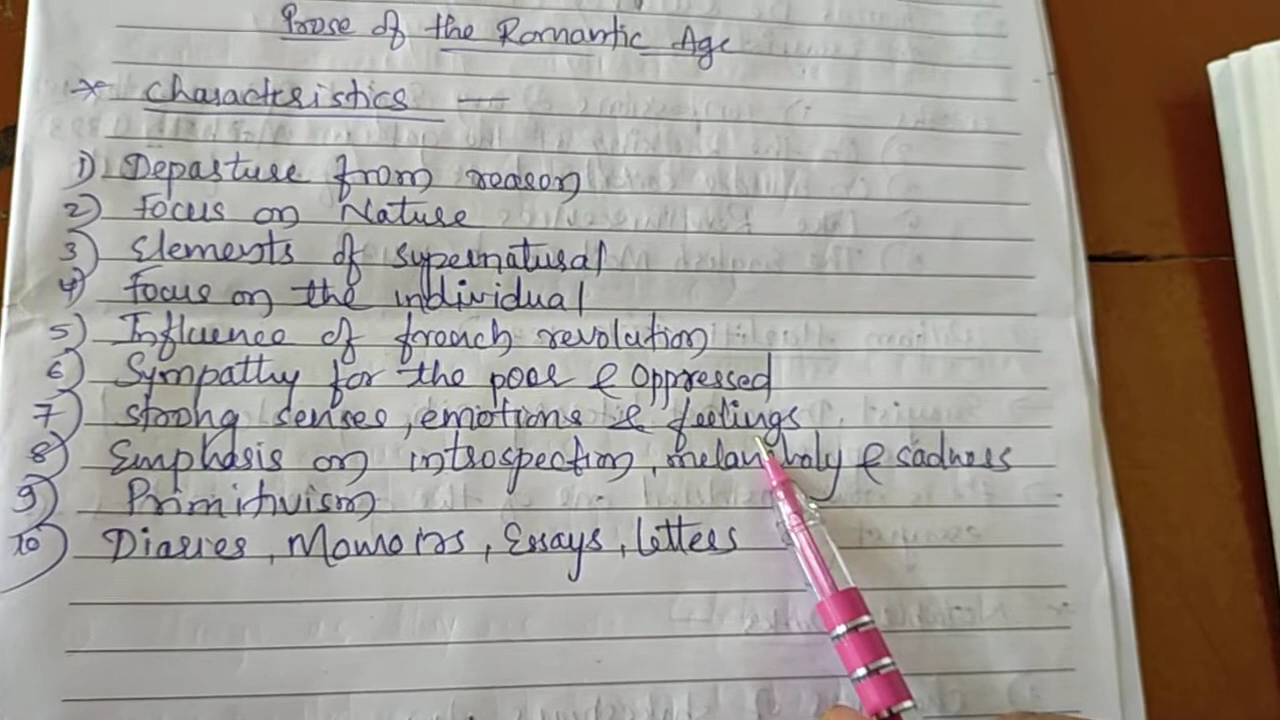 Prose of the Romantic Age
* Characteristics —
1) Departure from reason
2) Focus on Nature
3) Elements of supernatural
4) Focus on the individual
5) Influence of french revolution
6) Sympathy for the poor & Oppressed
7) strong senses, emotions & feelings
8) Emphasis on introspection, melancholy & sadness
9) Primitivism
10) Diaries, Memoirs, Essays, letters